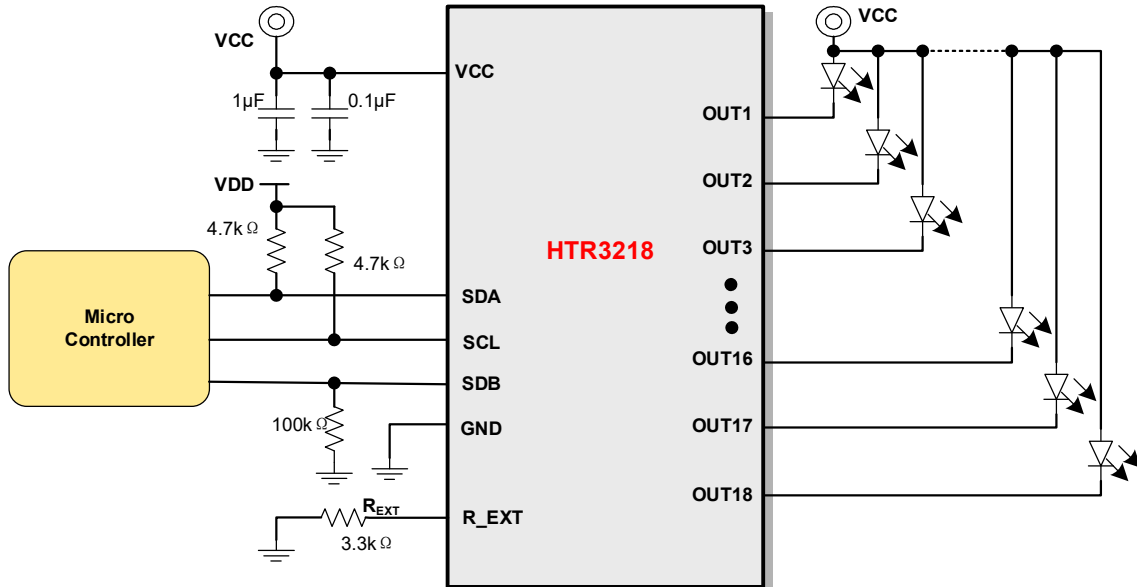 VCC
1μF
0.1μF
VDD
4.7kΩ
4.7kΩ
Micro
Controller
100kΩ
R_EXT
3.3kΩ
HTR3218
VCC
SDA
SCL
SDB
GND
R_EXT
OUT1
OUT2
OUT3
OUT16
OUT17
OUT18
VCC